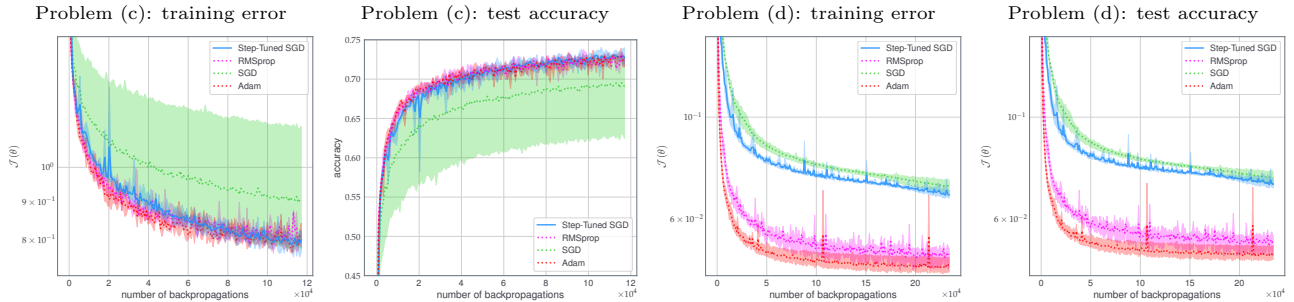 Problem (c): training error
Problem (c): test accuracy
Problem (d): training error
Problem (d): test accuracy
Step-Tuned SGD
RMSprop
SGD
Adam
10⁰
9 × 10⁻¹
8 × 10⁻¹
𝒥(θ)
0 2 4 6 8 10 12
number of backpropagations
×10⁴
0.75
0.70
0.65
0.60
0.55
0.50
0.45
accuracy
Step-Tuned SGD
RMSprop
SGD
Adam
0 2 4 6 8 10 12
number of backpropagations
×10⁴
Step-Tuned SGD
RMSprop
SGD
Adam
10⁻¹
6 × 10⁻²
𝒥(θ)
0 5 10 15 20
number of backpropagations
×10⁴
Step-Tuned SGD
RMSprop
SGD
Adam
10⁻¹
6 × 10⁻²
𝒥(θ)
0 5 10 15 20
number of backpropagations
×10⁴